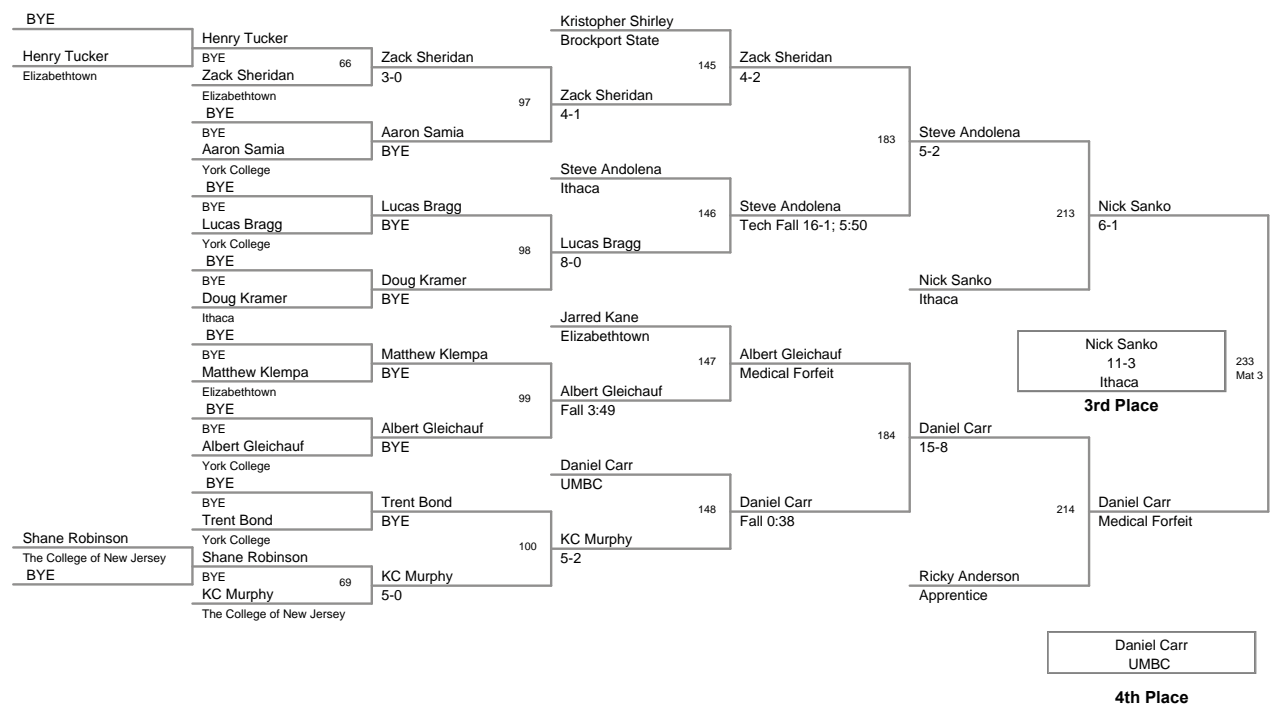 BYE
Henry Tucker
Elizabethtown
Shane Robinson
The College of New Jersey
BYE
Henry Tucker
BYE
66
Zack Sheridan
Elizabethtown
BYE
BYE
Aaron Samia
York College
BYE
BYE
Lucas Bragg
York College
BYE
BYE
Doug Kramer
Ithaca
BYE
BYE
Matthew Klempa
Elizabethtown
BYE
BYE
Albert Gleichauf
York College
BYE
BYE
Trent Bond
York College
Shane Robinson
BYE
69
KC Murphy
The College of New Jersey
Zack Sheridan
3-0
97
Aaron Samia
BYE
Lucas Bragg
BYE
98
Doug Kramer
BYE
Matthew Klempa
BYE
99
Albert Gleichauf
BYE
Trent Bond
BYE
100
KC Murphy
5-0
Kristopher Shirley
Brockport State
145
Zack Sheridan
4-1
Steve Andolena
Ithaca
146
Lucas Bragg
8-0
Jarred Kane
Elizabethtown
147
Albert Gleichauf
Fall 3:49
Daniel Carr
UMBC
148
KC Murphy
5-2
Zack Sheridan
4-2
183
Steve Andolena
Tech Fall 16-1; 5:50
Albert Gleichauf
Medical Forfeit
184
Daniel Carr
Fall 0:38
Steve Andolena
5-2
213
Nick Sanko
Ithaca
Daniel Carr
15-8
214
Ricky Anderson
Apprentice
Nick Sanko
6-1
Daniel Carr
Medical Forfeit
233
Mat 3
Nick Sanko
11-3
Ithaca
3rd Place
Daniel Carr
UMBC
4th Place